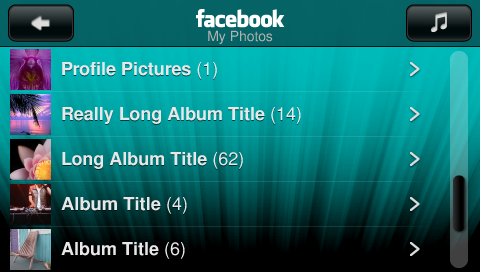 facebook
My Photos
Profile Pictures (1)
Really Long Album Title (14)
Long Album Title (62)
Album Title (4)
Album Title (6)